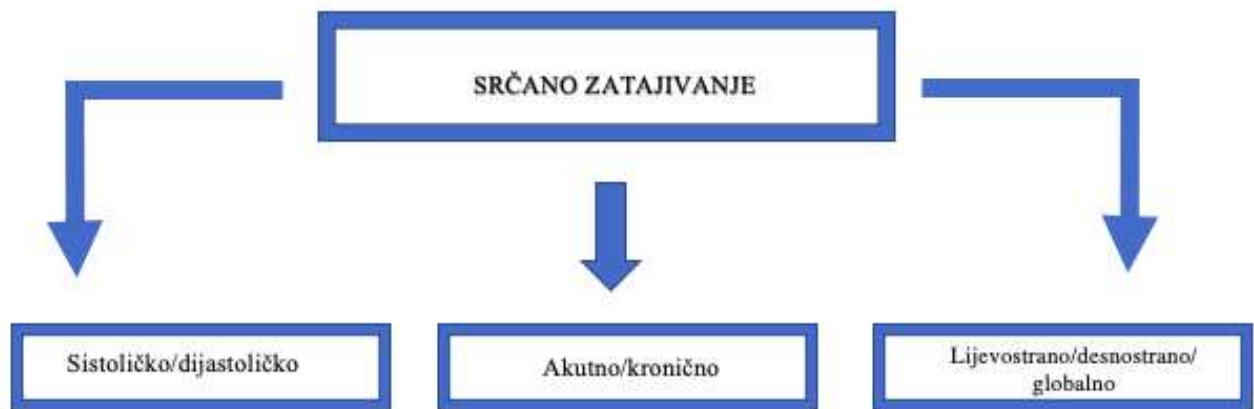 SRČANO ZATAJIVANJE
Sistoličko/dijastoličko
Akutno/kronično
Lijevostrano/desnostrano/
globalno